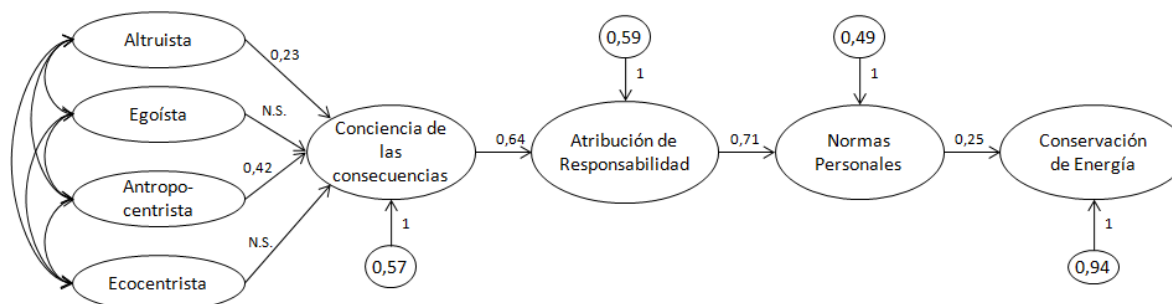 Altruista
0,23
Egoísta
N.S.
Antropo-
centrista
0,42
Ecocentrista
N.S.
Conciencia de
las
consecuencias
1
0,57
0,64
0,59
1
Atribución de
Responsabilidad
0,71
0,49
1
Normas
Personales
0,25
Conservación
de Energía
1
0,94